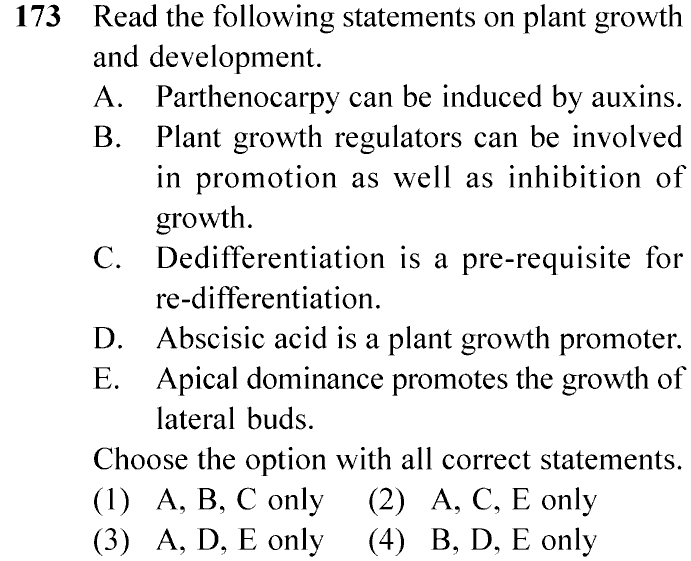 173 Read the following statements on plant growth
and development.
A. Parthenocarpy can be induced by auxins.
B. Plant growth regulators can be involved
in promotion as well as inhibition of
growth.
C. Dedifferentiation is a pre-requisite for
re-differentiation.
D. Abscisic acid is a plant growth promoter.
E. Apical dominance promotes the growth of
lateral buds.
Choose the option with all correct statements.
(1) A, B, C only (2) A, C, E only
(3) A, D, E only (4) B, D, E only